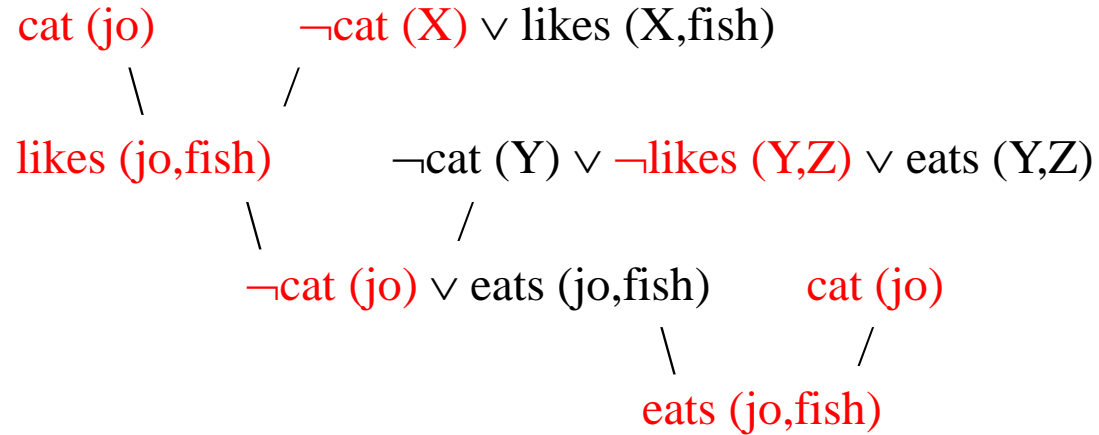 cat (jo) ¬cat (X) ∨ likes (X,fish)
likes (jo,fish) ¬cat (Y) ∨ ¬likes (Y,Z) ∨ eats (Y,Z)
¬cat (jo) ∨ eats (jo,fish) cat (jo)
eats (jo,fish)